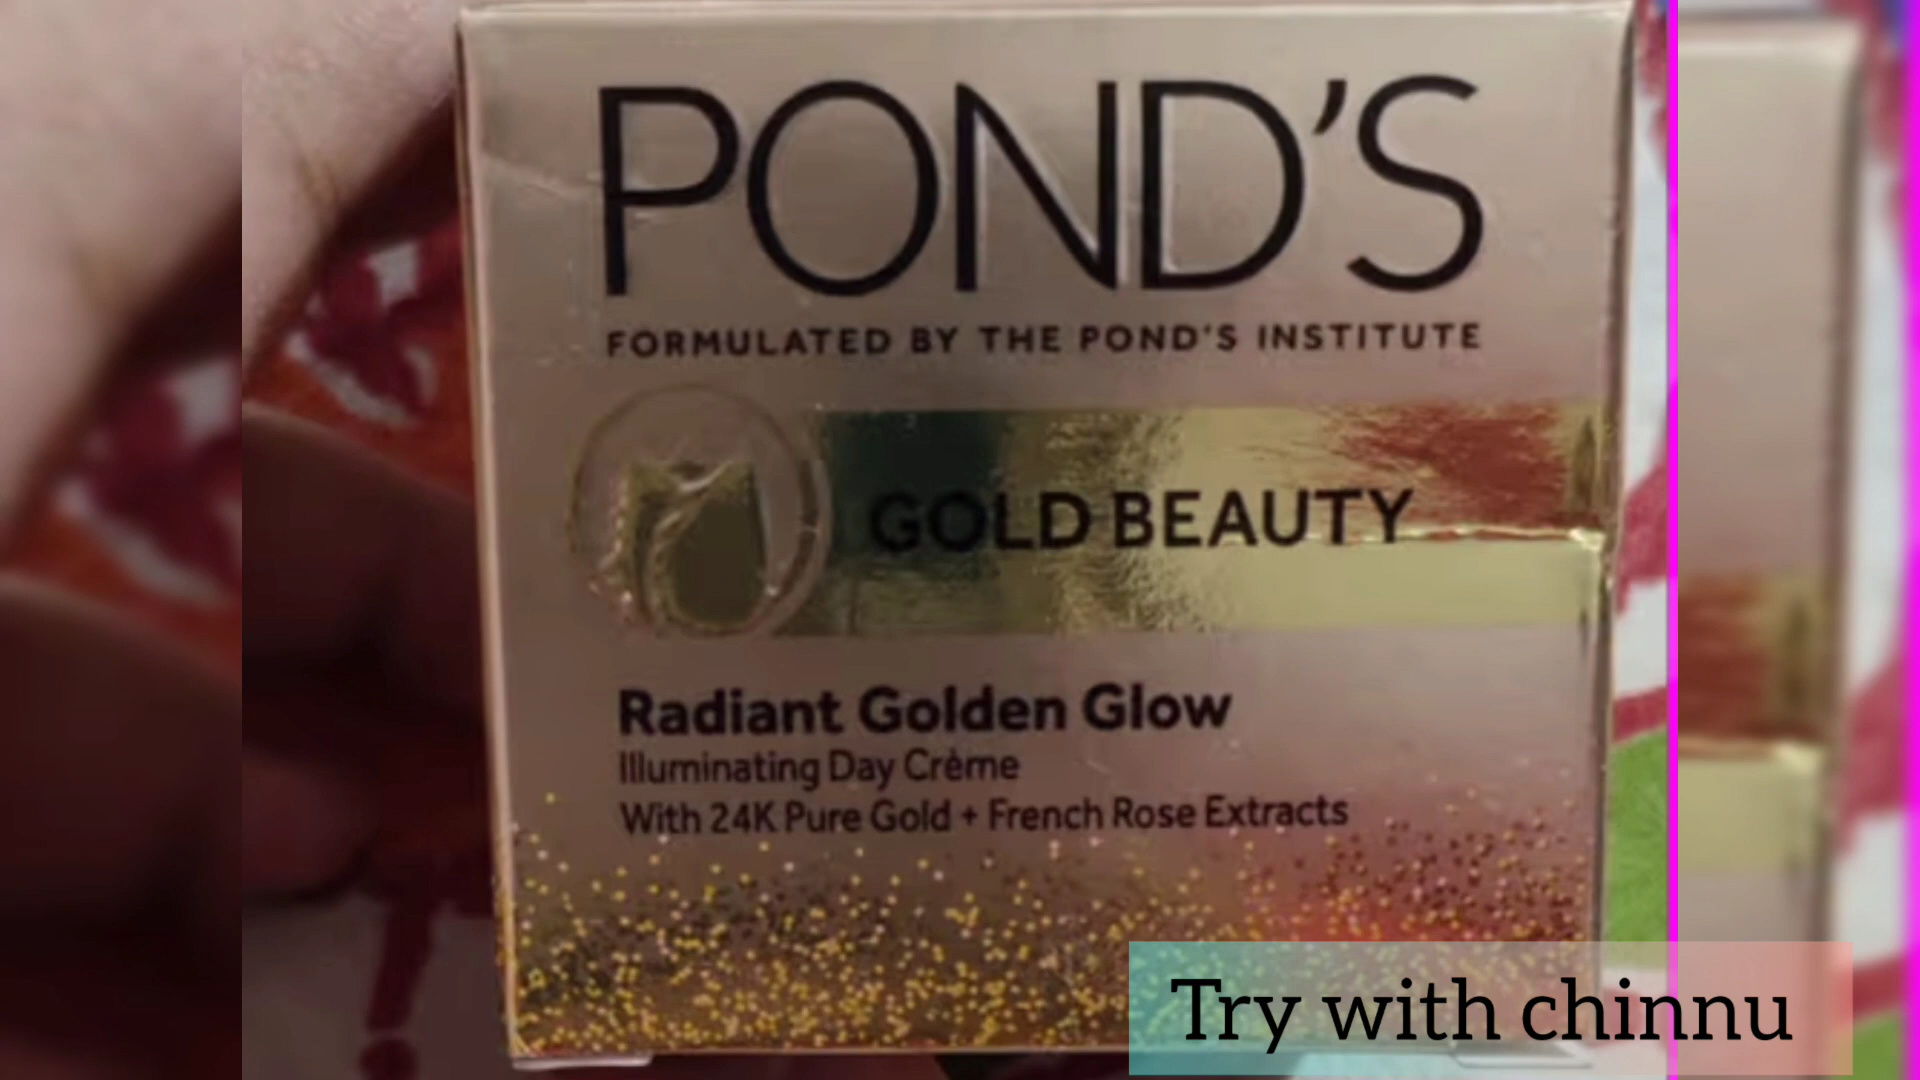 POND'S
FORMULATED BY THE POND'S INSTITUTE
GOLD BEAUTY
Radiant Golden Glow
Illuminating Day Crème
With 24K Pure Gold + French Rose Extracts
Try with chinnu